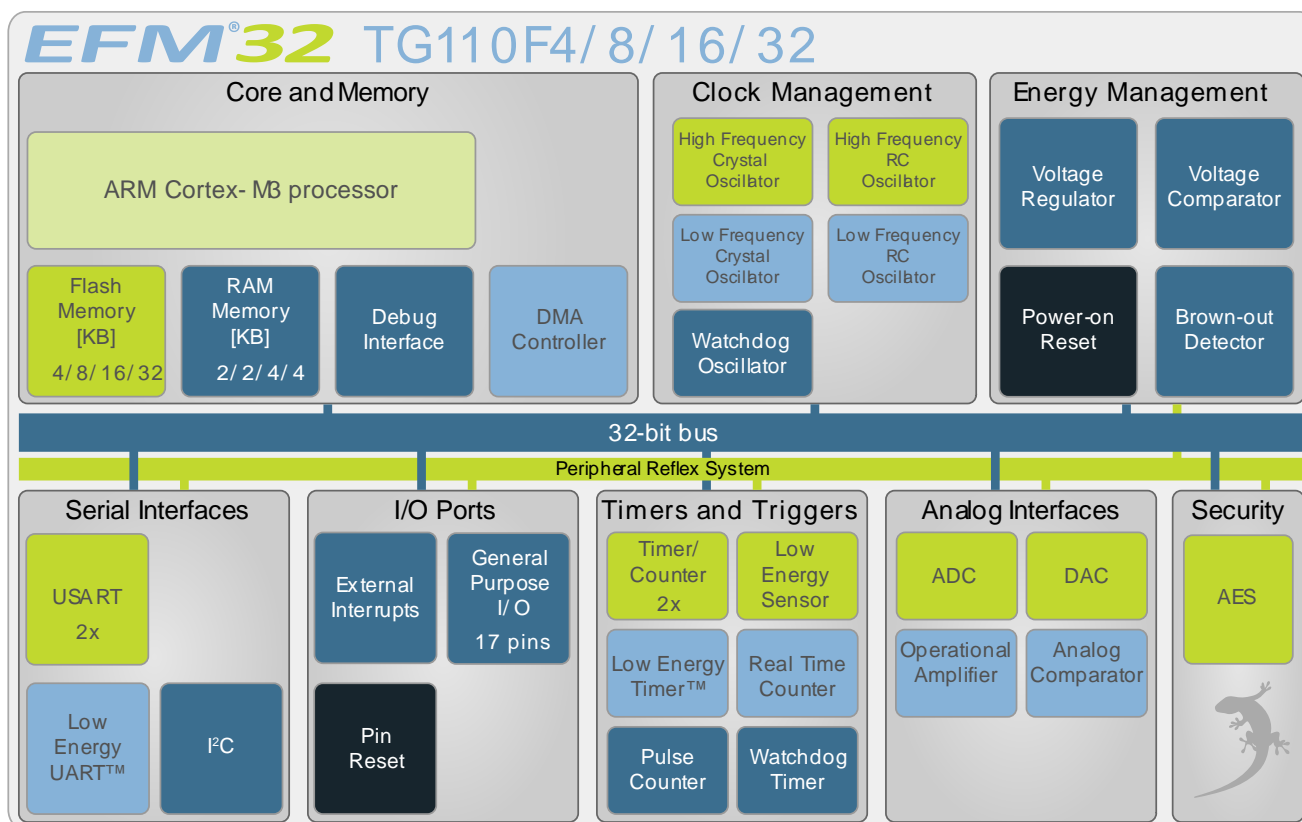 EFM®32 TG110F4/8/16/32
Core and Memory
ARM Cortex-M3 processor
Flash
Memory
[KB]
4/8/16/32
RAM
Memory
[KB]
2/2/4/4
Debug
Interface
DMA
Controller
Clock Management
High Frequency
Crystal
Oscillator
High Frequency
RC
Oscillator
Low Frequency
Crystal
Oscillator
Low Frequency
RC
Oscillator
Watchdog
Oscillator
Energy Management
Voltage
Regulator
Voltage
Comparator
Power-on
Reset
Brown-out
Detector
32-bit bus
Peripheral Reflex System
Serial Interfaces
USART
2x
Low
Energy
UART™
I²C
I/O Ports
External
Interrupts
General
Purpose
I/O
17 pins
Pin
Reset
Timers and Triggers
Timer/
Counter
2x
Low
Energy
Sensor
Low Energy
Timer™
Real Time
Counter
Pulse
Counter
Watchdog
Timer
Analog Interfaces
ADC
DAC
Operational
Amplifier
Analog
Comparator
Security
AES